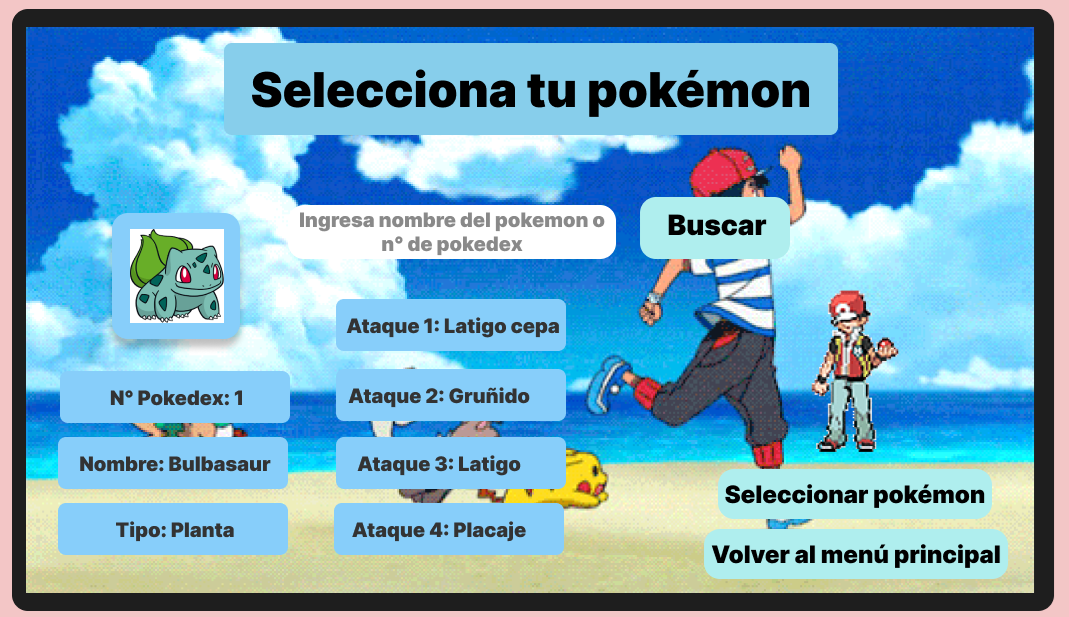 Selecciona tu pokémon
Ingresa nombre del pokemon o
n° de pokedex
Buscar
Ataque 1: Latigo cepa
N° Pokedex: 1
Ataque 2: Gruñido
Nombre: Bulbasaur
Ataque 3: Latigo
Tipo: Planta
Ataque 4: Placaje
Seleccionar pokémon
Volver al menú principal